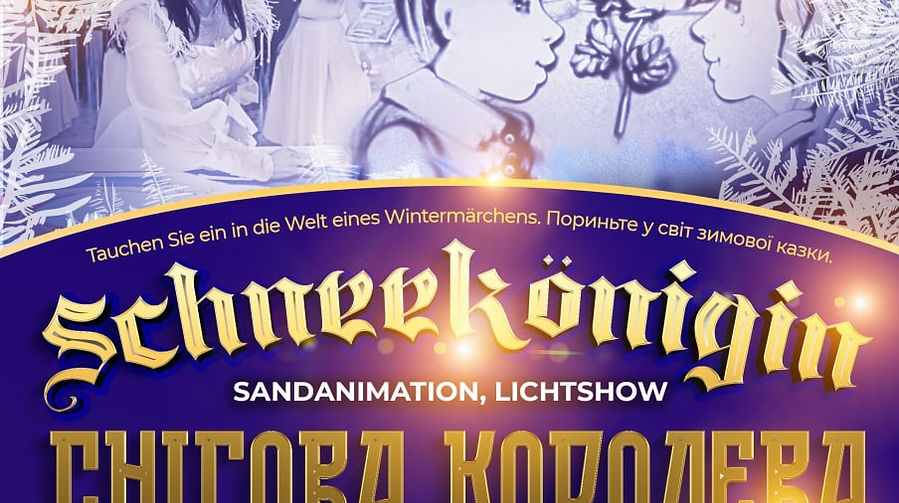 Tauchen Sie ein in die Welt eines Wintermärchens. Пориньте у світ зимової казки.
Schneekönigin
SANDANIMATION, LICHTSHOW
СНІГОВА КОРОЛЕВА